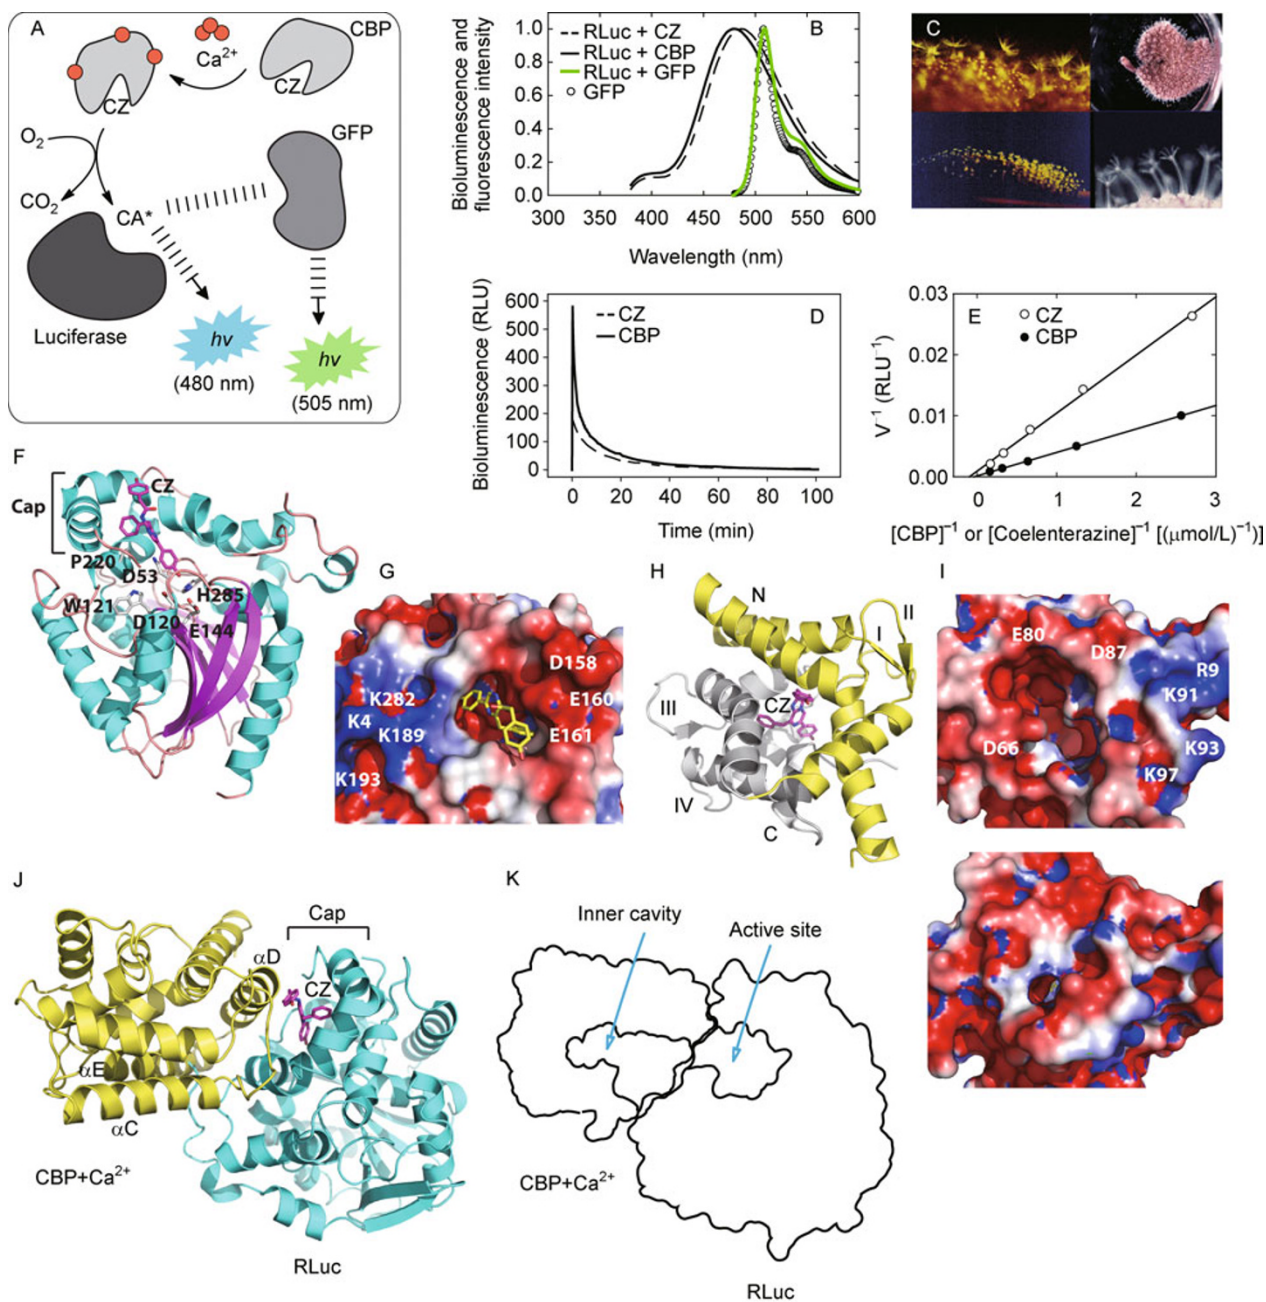 A
CBP
Ca2+
CZ
CZ
O2
GFP
CO2
CA*
Luciferase
hν
(480 nm)
hν
(505 nm)
B
Bioluminescence and
fluorescence intensity
1.0
0.8
0.6
0.4
0.2
0.0
RLuc + CZ
RLuc + CBP
RLuc + GFP
GFP
300 400 500 600 500 600
Wavelength (nm)
C
D
Bioluminescence (RLU)
600
500
400
300
200
100
0
CZ
CBP
0 20 40 60 80 100
Time (min)
E
V−1 (RLU−1)
0.03
0.02
0.01
0.00
CZ
CBP
0 1 2 3
[CBP]−1 or [Coelenterazine]−1 [(μmol/L)−1)]
F
Cap
CZ
P220
D53
W121
H285
D120
E144
G
D158
K282
E160
K4
K189
E161
K193
H
N
II
I
CZ
III
IV
C
I
E80
D87
R9
K91
D66
K93
K97
J
Cap
αD
CZ
αE
αC
CBP+Ca2+
RLuc
K
Inner cavity
Active site
CBP+Ca2+
RLuc